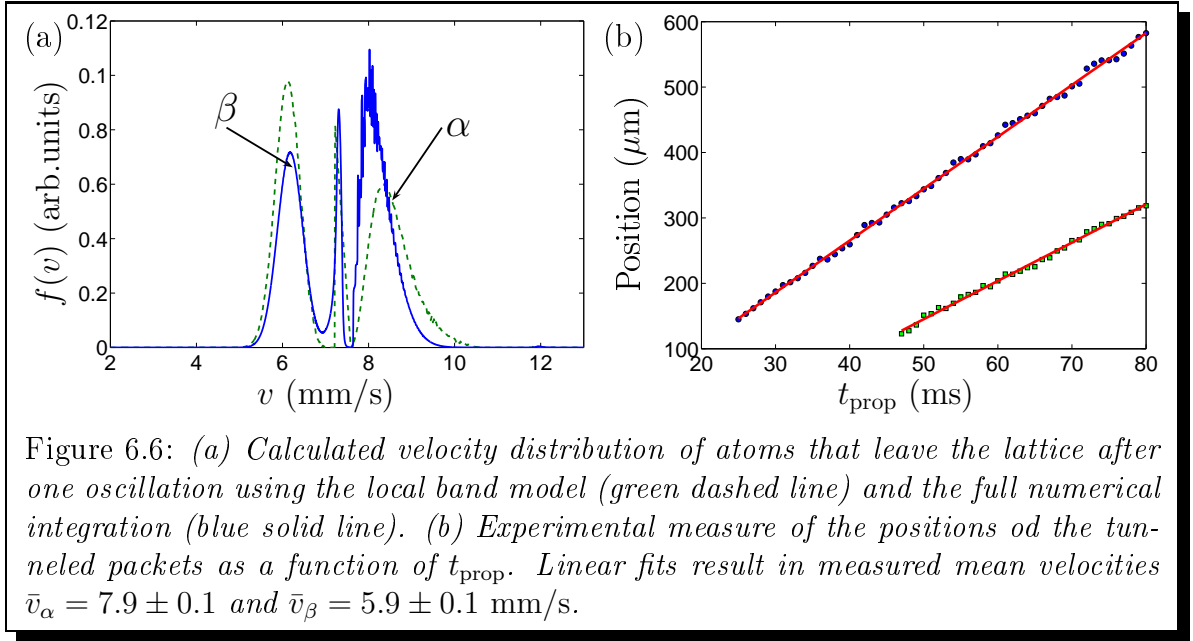 (a)
0.12
0.1
0.8
0.6
0.4
0.2
0
f(v) (arb.units)
β
α
2 4 6 8 10 12
v (mm/s)
(b)
600
500
400
300
200
100
Position (μm)
20 30 40 50 60 70 80
t_prop (ms)
Figure 6.6: (a) Calculated velocity distribution of atoms that leave the lattice after
one oscillation using the local band model (green dashed line) and the full numerical
integration (blue solid line). (b) Experimental measure of the positions od the tun-
neled packets as a function of t_prop. Linear fits result in measured mean velocities
v̄_α = 7.9 ± 0.1 and v̄_β = 5.9 ± 0.1 mm/s.